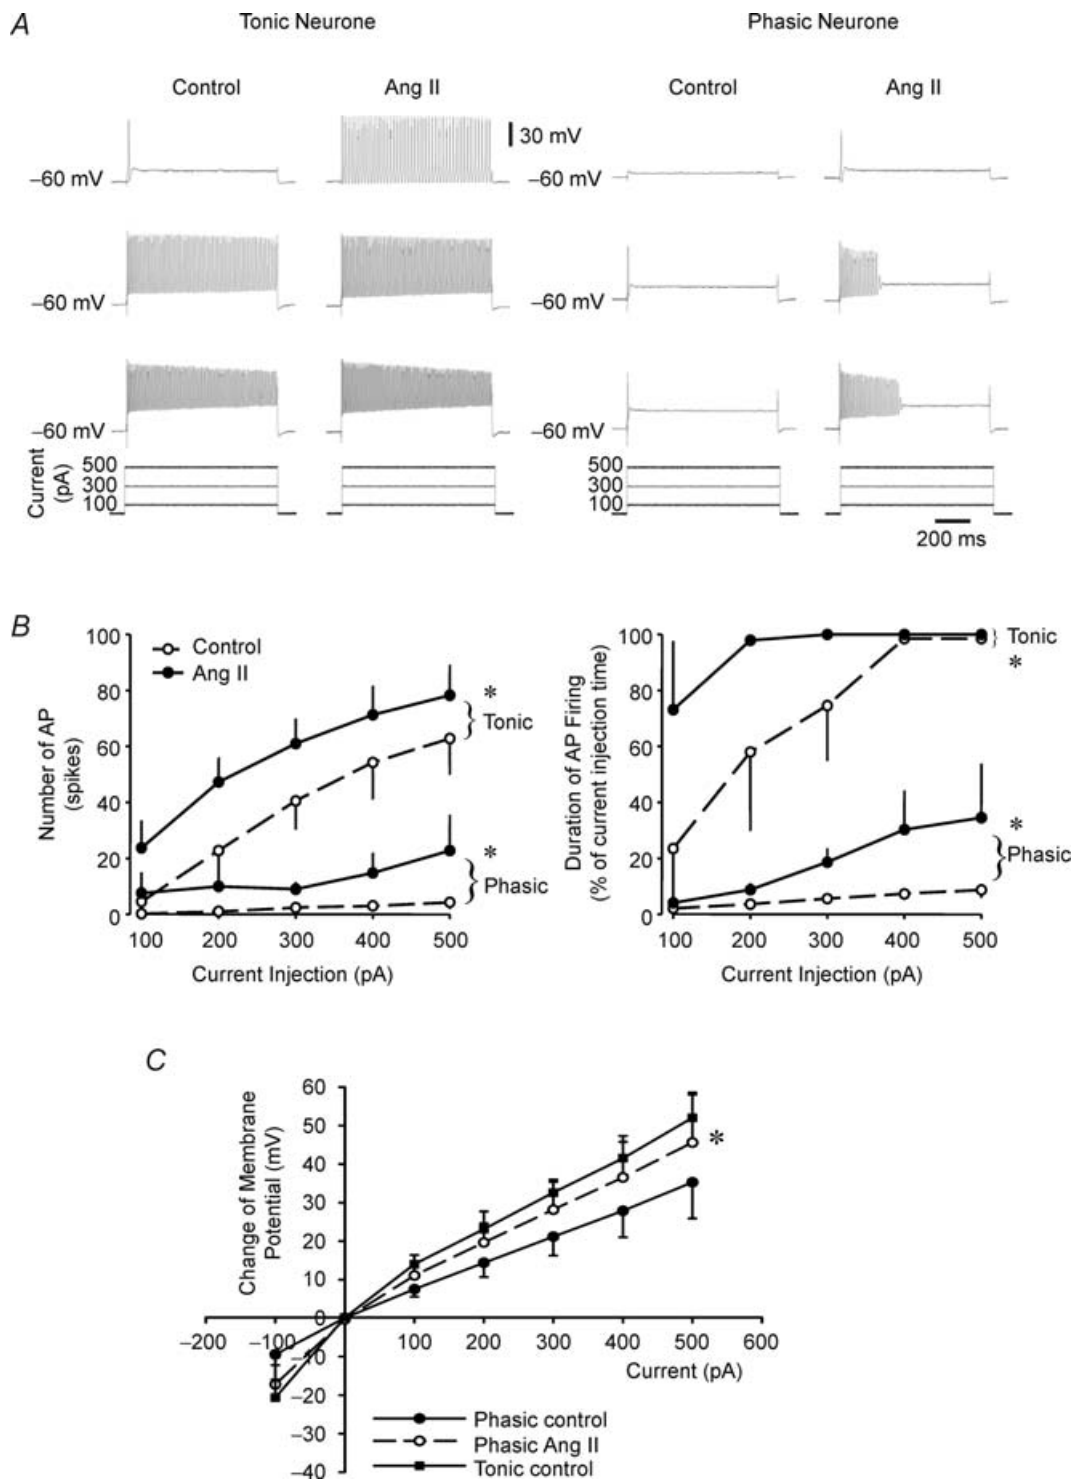 A
Tonic Neurone
Phasic Neurone
Control
Ang II
Control
Ang II
30 mV
–60 mV
–60 mV
–60 mV
–60 mV
–60 mV
–60 mV
Current (pA)
500
300
100
500
300
100
200 ms
B
Number of AP
(spikes)
100
80
60
40
20
0
Control
Ang II
*
Tonic
*
Phasic
100 200 300 400 500
Current Injection (pA)
Duration of AP Firing
(% of current injection time)
100
80
60
40
20
0
Tonic
*
*
Phasic
100 200 300 400 500
Current Injection (pA)
C
Change of Membrane
Potential (mV)
60
50
40
30
20
10
0
–10
–20
–30
–40
–200 –100 100 200 300 400 500 600
Current (pA)
*
Phasic control
Phasic Ang II
Tonic control